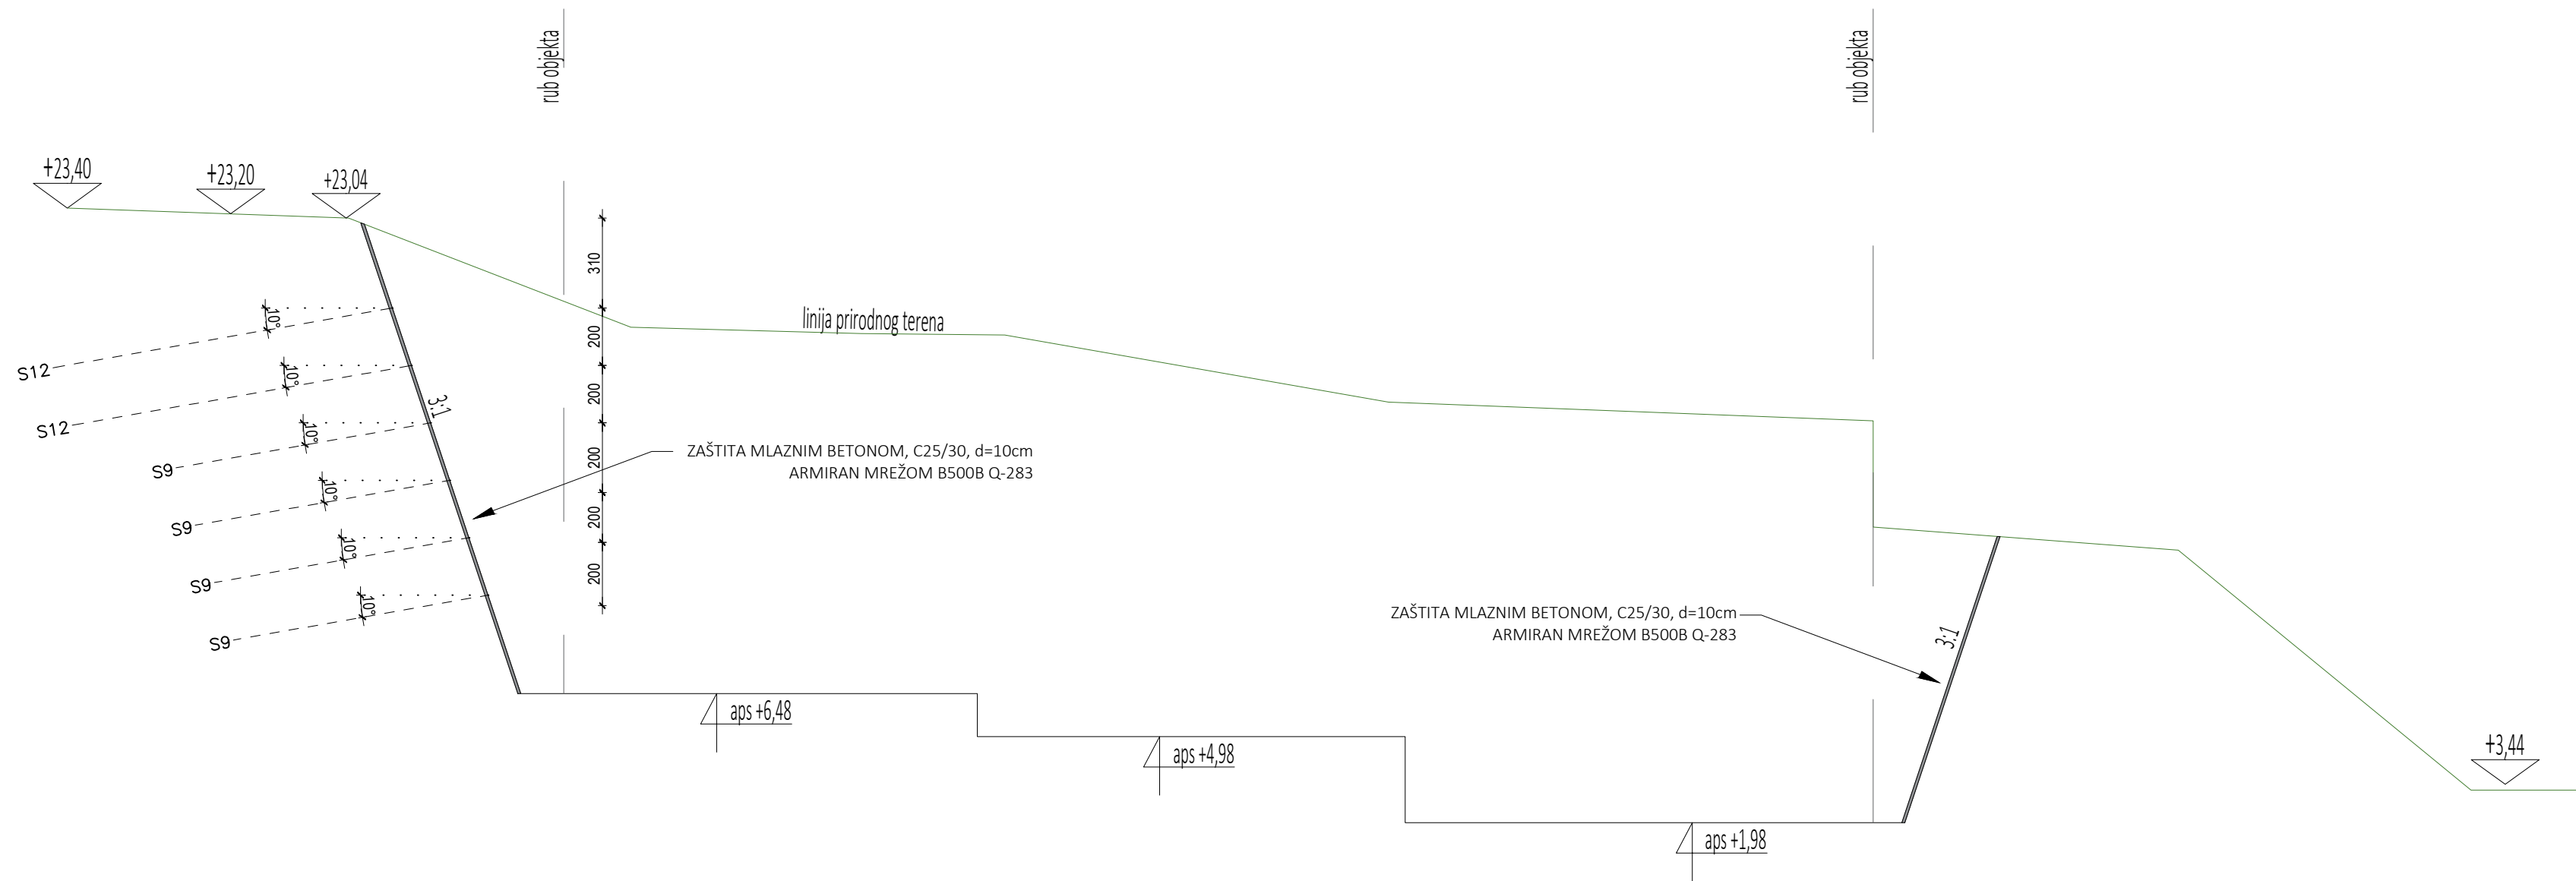 rub objekta
rub objekta
+23,40
+23,20
+23,04
310
200
200
200
200
200
linija prirodnog terena
10°
S12
10°
S12
3:1
10°
S9
10°
S9
10°
S9
10°
S9
ZAŠTITA MLAZNIM BETONOM, C25/30, d=10cm
ARMIRAN MREŽOM B500B Q-283
ZAŠTITA MLAZNIM BETONOM, C25/30, d=10cm
ARMIRAN MREŽOM B500B Q-283
3:1
aps +6,48
aps +4,98
aps +1,98
+3,44